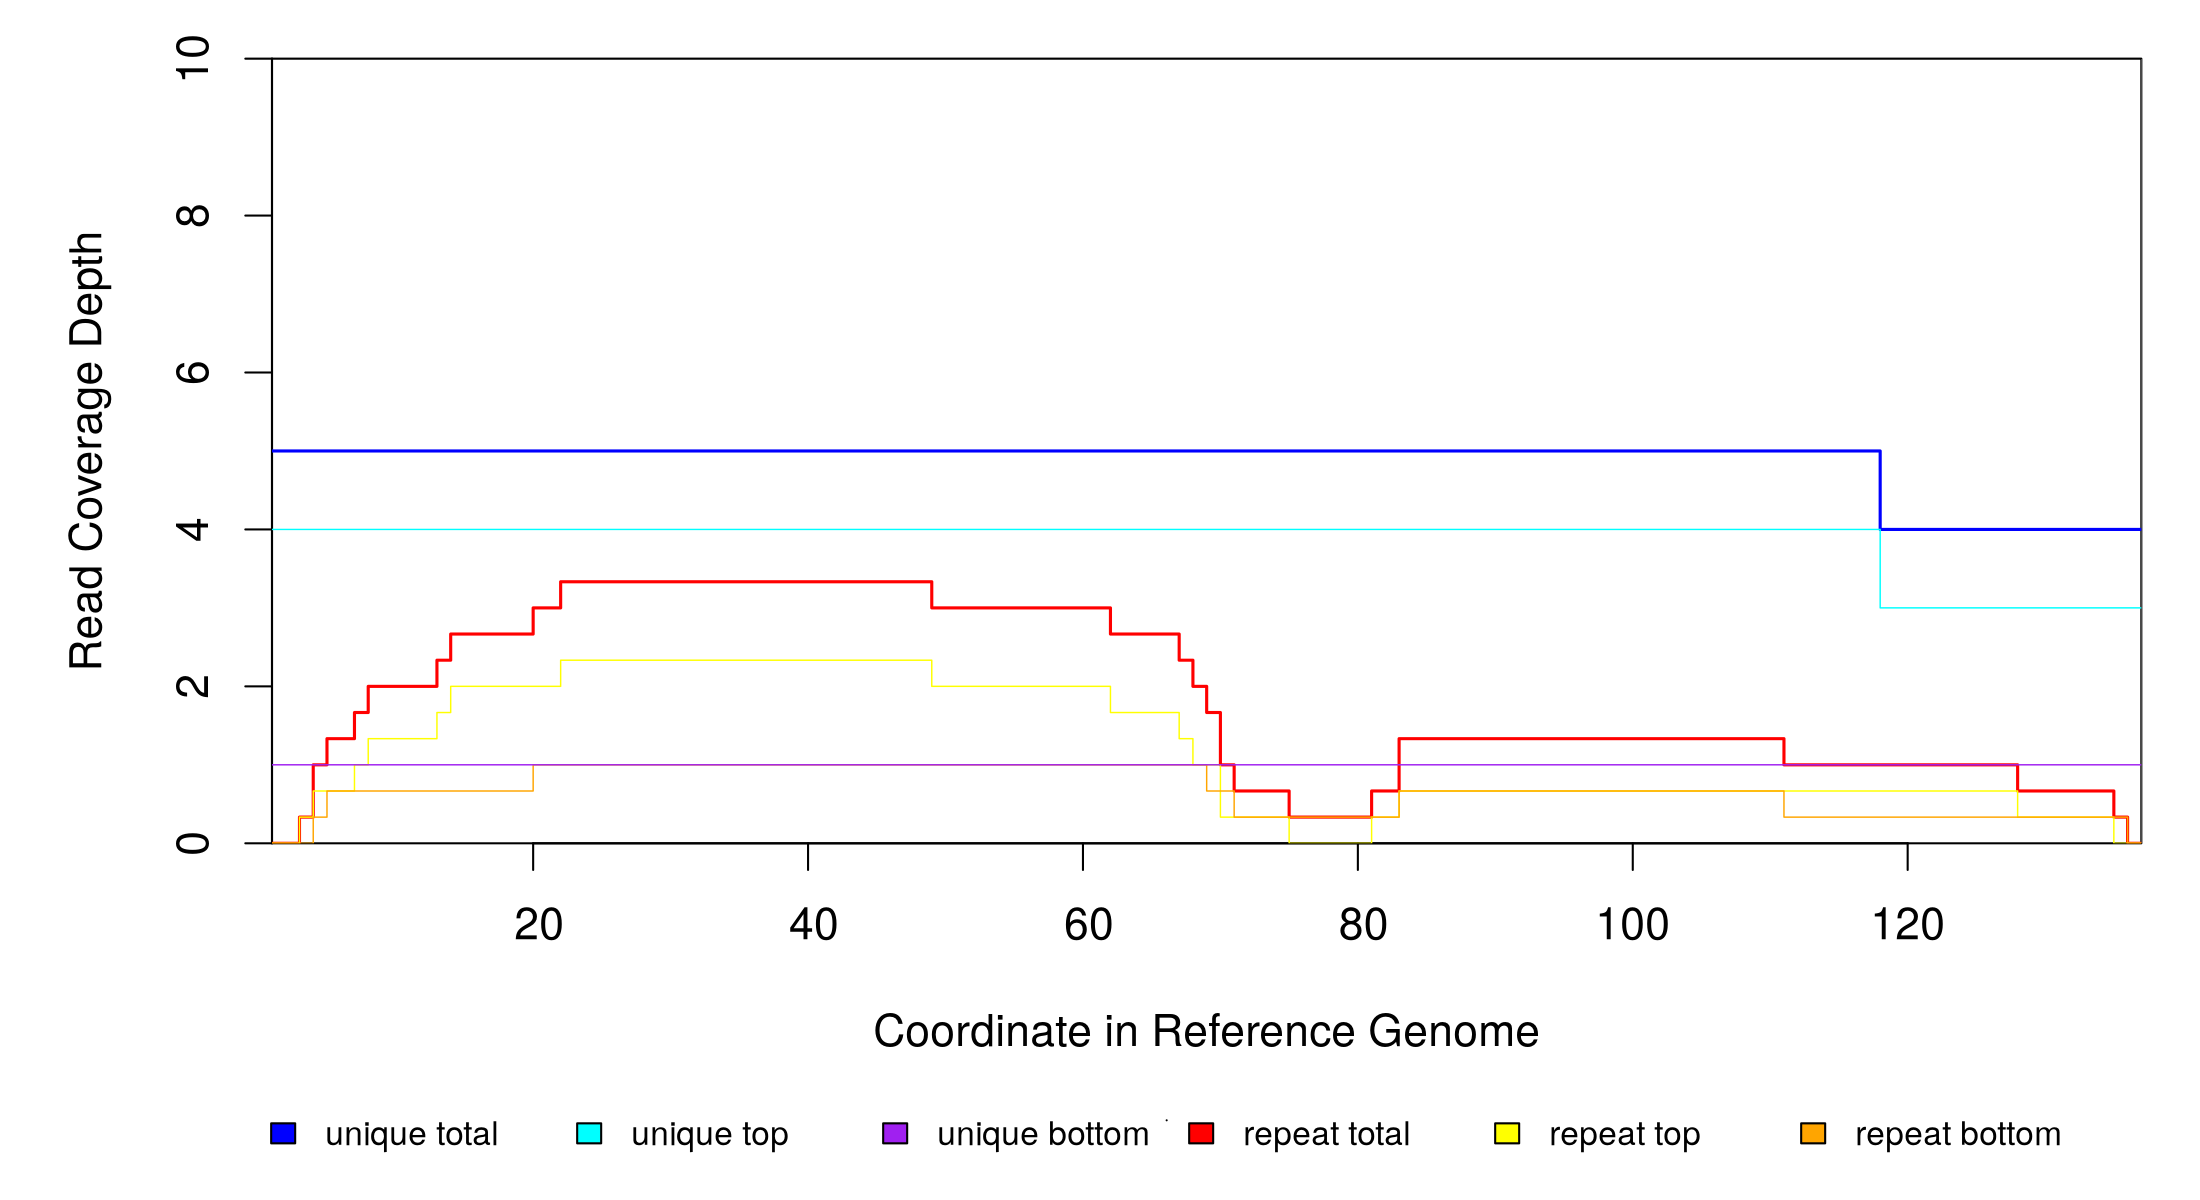 10
8
6
4
2
0
Read Coverage Depth
20 40 60 80 100 120
Coordinate in Reference Genome
unique total unique top unique bottom repeat total repeat top repeat bottom